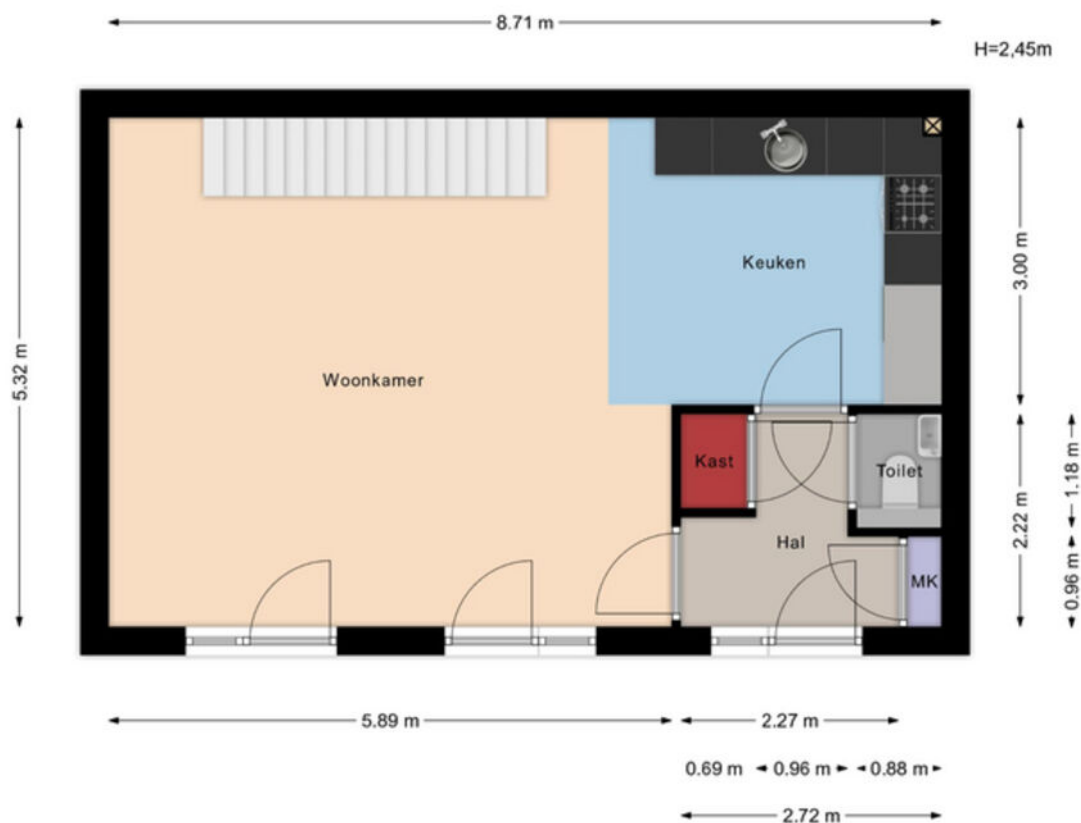 8.71 m
H=2,45m
5.32 m
3.00 m
Keuken
Woonkamer
Kast
Toilet
Hal
MK
2.22 m
1.18 m
0.96 m
5.89 m
2.27 m
0.69 m
0.96 m
0.88 m
2.72 m